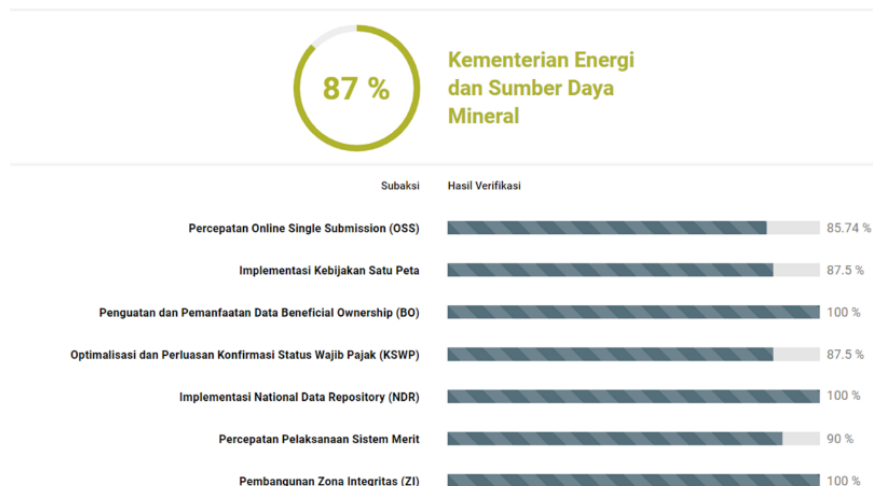 87 %
Kementerian Energi
dan Sumber Daya
Mineral
Subaksi Hasil Verifikasi
Percepatan Online Single Submission (OSS) 85.74 %
Implementasi Kebijakan Satu Peta 87.5 %
Penguatan dan Pemanfaatan Data Beneficial Ownership (BO) 100 %
Optimalisasi dan Perluasan Konfirmasi Status Wajib Pajak (KSWP) 87.5 %
Implementasi National Data Repository (NDR) 100 %
Percepatan Pelaksanaan Sistem Merit 90 %
Pembangunan Zona Integritas (ZI) 100 %